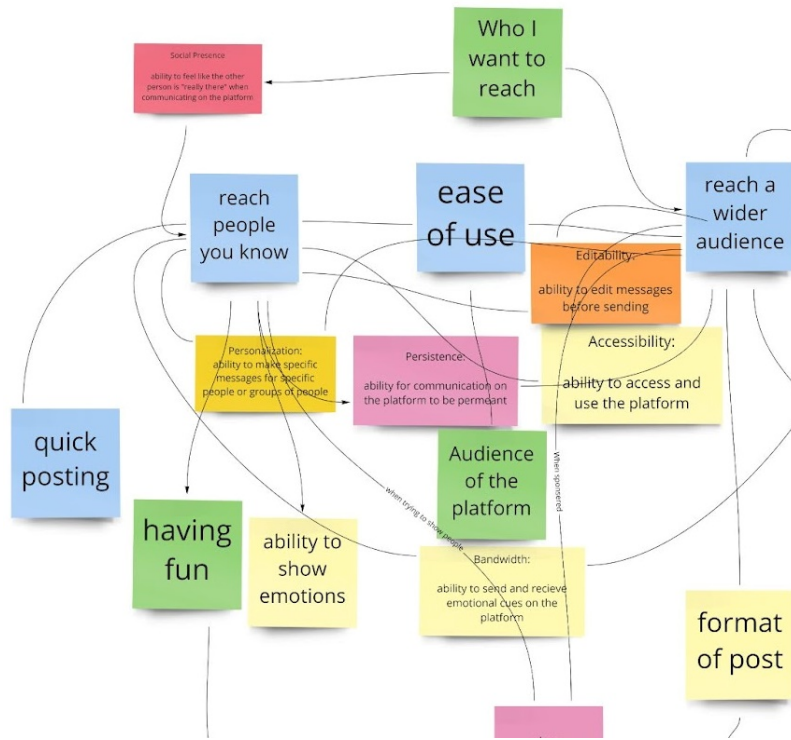 Who I
want to
reach
Social Presence
ability to feel like the other
person is "really there" when
communicating on the platform
reach
people
you know
ease
of use
reach a
wider
audience
Editability:
ability to edit messages
before sending
Personalization:
ability to make specific
messages for specific
people or groups of people
Persistence:
ability for communication on
the platform to be permeant
Accessibility:
ability to access and
use the platform
quick
posting
Audience
of the
platform
When sponsered
when trying to show people
having
fun
ability to
show
emotions
Bandwidth:
ability to send and recieve
emotional cues on the
platform
format
of post